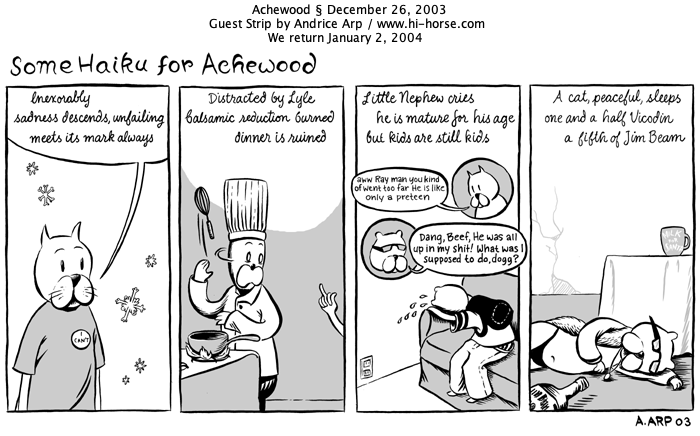 Achewood § December 26, 2003
Guest Strip by Andrice Arp / www.hi-horse.com
We return January 2, 2004
Some Haiku for Achewood
Inexorably
sadness descends, unfailing
meets its mark always
I
CAN'T
Distracted by Lyle
balsamic reduction burned
dinner is ruined
Little Nephew cries
he is mature for his age
but kids are still kids
aww Ray man you kind
of went too far He is like
only a preteen
Dang, Beef, He was all
up in my shit! What was I
supposed to do, dogg?
A cat, peaceful, sleeps
one and a half Vicodin
a fifth of Jim Beam
A.ARP 03